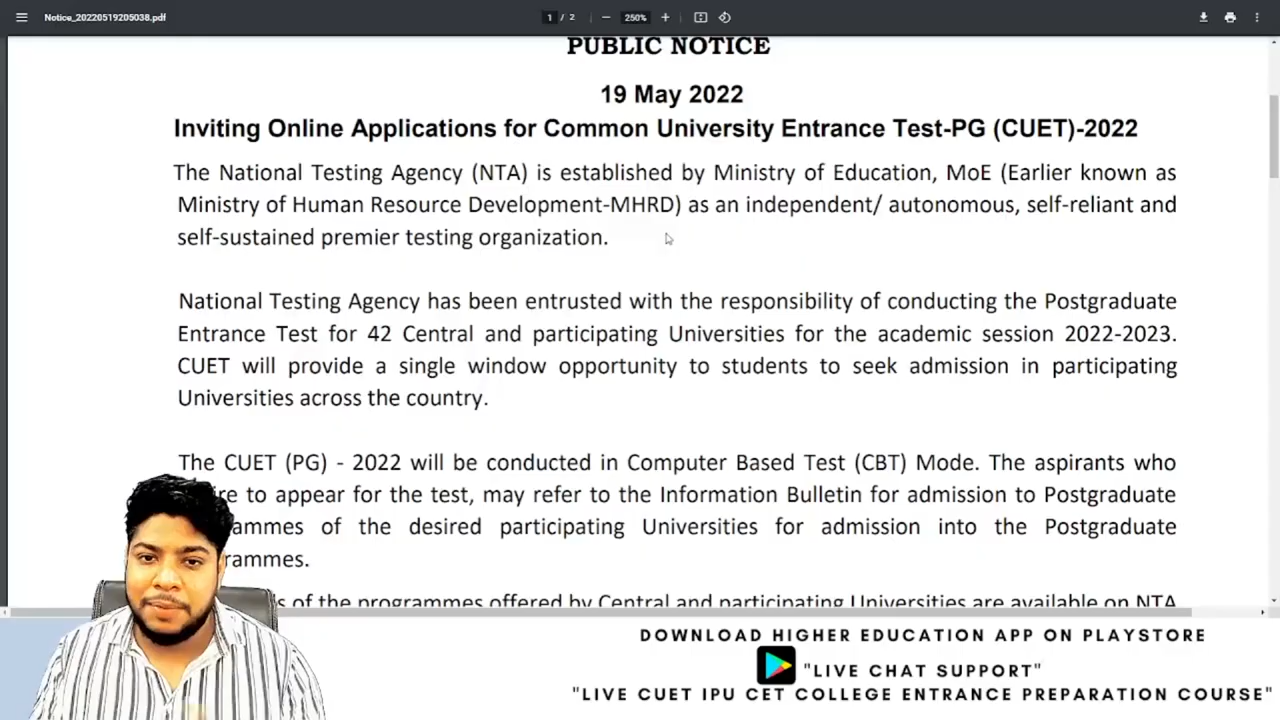 Notice_20220519205038.pdf
1 / 2
250%
PUBLIC NOTICE
19 May 2022
Inviting Online Applications for Common University Entrance Test-PG (CUET)-2022
The National Testing Agency (NTA) is established by Ministry of Education, MoE (Earlier known as
Ministry of Human Resource Development-MHRD) as an independent/ autonomous, self-reliant and
self-sustained premier testing organization.
National Testing Agency has been entrusted with the responsibility of conducting the Postgraduate
Entrance Test for 42 Central and participating Universities for the academic session 2022-2023.
CUET will provide a single window opportunity to students to seek admission in participating
Universities across the country.
The CUET (PG) - 2022 will be conducted in Computer Based Test (CBT) Mode. The aspirants who
to appear for the test, may refer to the Information Bulletin for admission to Postgraduate
of the desired participating Universities for admission into the Postgraduate
of the programmes offered by Central and participating Universities are available on NTA
DOWNLOAD HIGHER EDUCATION APP ON PLAYSTORE
"LIVE CHAT SUPPORT"
"LIVE CUET IPU CET COLLEGE ENTRANCE PREPARATION COURSE"